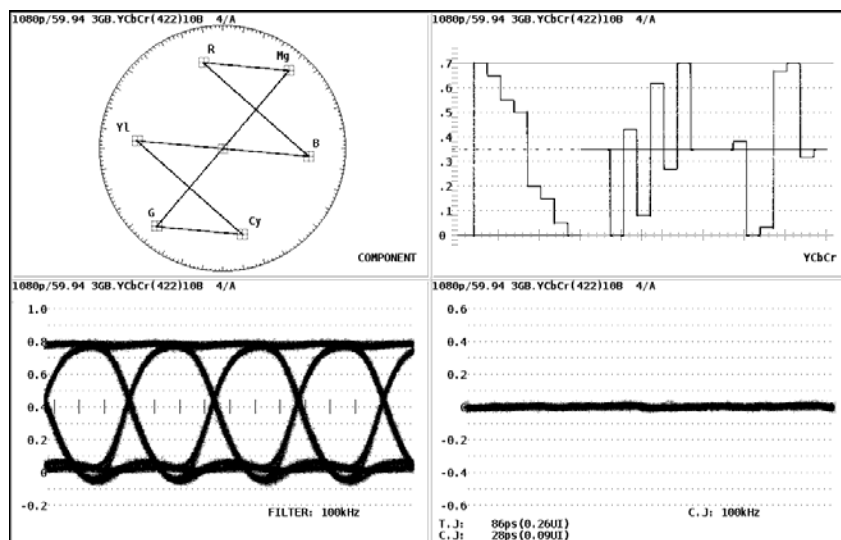 1080p/59.94 3GB.YCbCr(422)10B 4/A
R
Mg
Yl
B
G
Cy
COMPONENT
1080p/59.94 3GB.YCbCr(422)10B 4/A
.7
.6
.5
.4
.3
.2
.1
0
YCbCr
1080p/59.94 3GB.YCbCr(422)10B 4/A
1.0
0.8
0.6
0.4
0.2
0
-0.2
FILTER: 100kHz
1080p/59.94 3GB.YCbCr(422)10B 4/A
0.6
0.4
0.2
0.0
-0.2
-0.4
-0.6
C.J: 100kHz
T.J: 86ps(0.26UI)
C.J: 28ps(0.09UI)